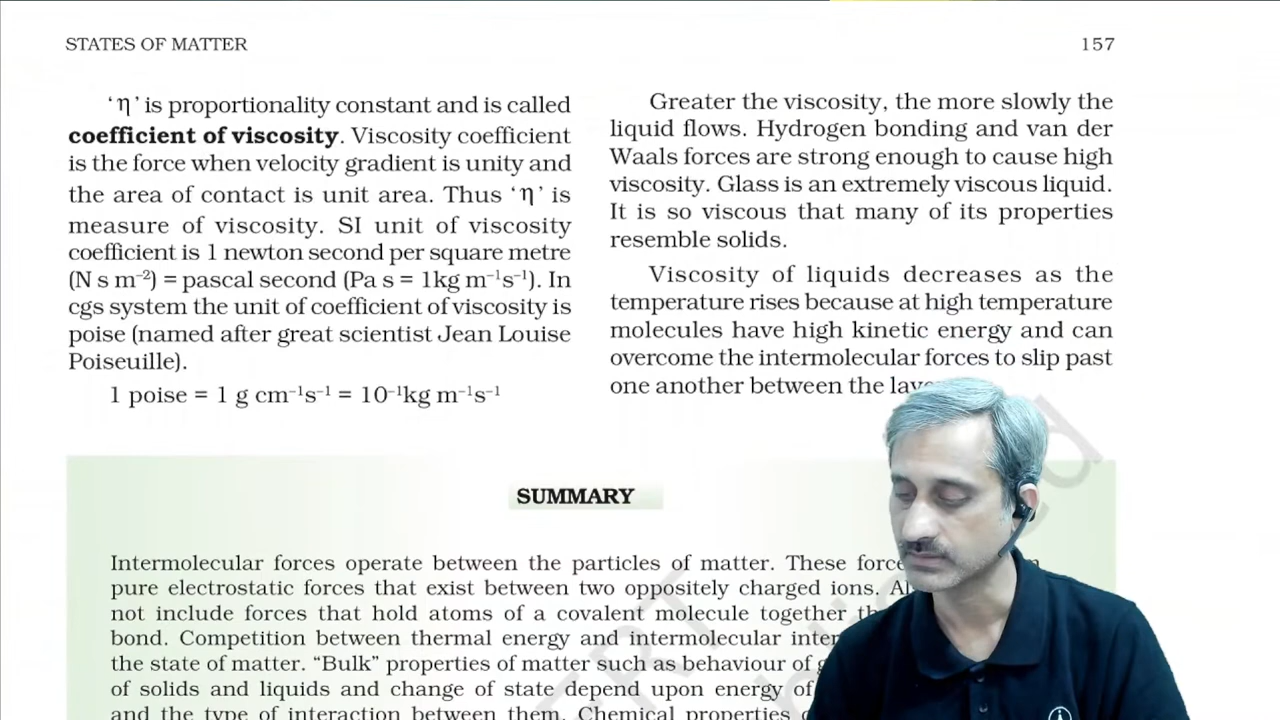 STATES OF MATTER
157
‘η’ is proportionality constant and is called
coefficient of viscosity. Viscosity coefficient
is the force when velocity gradient is unity and
the area of contact is unit area. Thus ‘η’ is
measure of viscosity. SI unit of viscosity
coefficient is 1 newton second per square metre
(N s m⁻²) = pascal second (Pa s = 1kg m⁻¹s⁻¹). In
cgs system the unit of coefficient of viscosity is
poise (named after great scientist Jean Louise
Poiseuille).
1 poise = 1 g cm⁻¹s⁻¹ = 10⁻¹kg m⁻¹s⁻¹
Greater the viscosity, the more slowly the
liquid flows. Hydrogen bonding and van der
Waals forces are strong enough to cause high
viscosity. Glass is an extremely viscous liquid.
It is so viscous that many of its properties
resemble solids.
Viscosity of liquids decreases as the
temperature rises because at high temperature
molecules have high kinetic energy and can
overcome the intermolecular forces to slip past
one another between the
SUMMARY
Intermolecular forces operate between the particles of matter. These
pure electrostatic forces that exist between two oppositely charged ions.
not include forces that hold atoms of a covalent molecule together
bond. Competition between thermal energy and intermolecular
the state of matter. “Bulk” properties of matter such as behaviour of
of solids and liquids and change of state depend upon energy of
and the type of interaction between them. Chemical properties